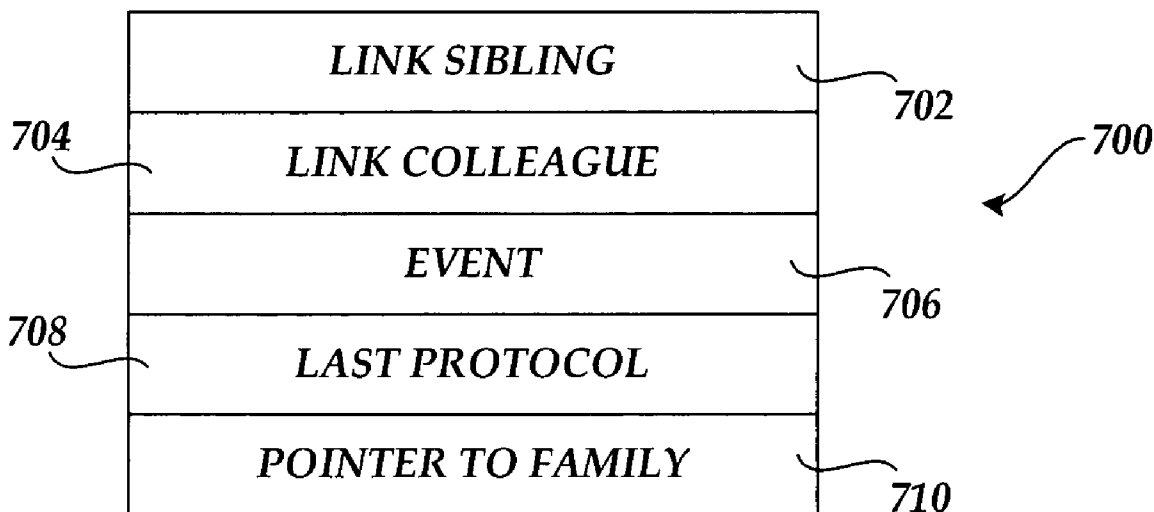 LINK SIBLING
702
704
LINK COLLEAGUE
700
EVENT
706
708
LAST PROTOCOL
POINTER TO FAMILY
710